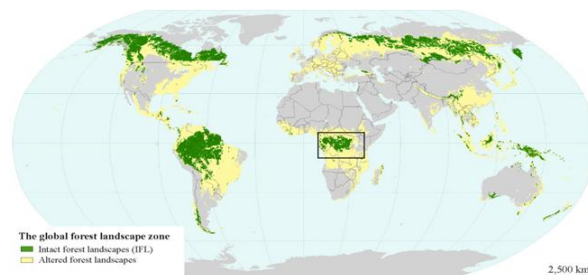 The global forest landscape zone
Intact forest landscapes (IFL)
Altered forest landscapes
2,500 km